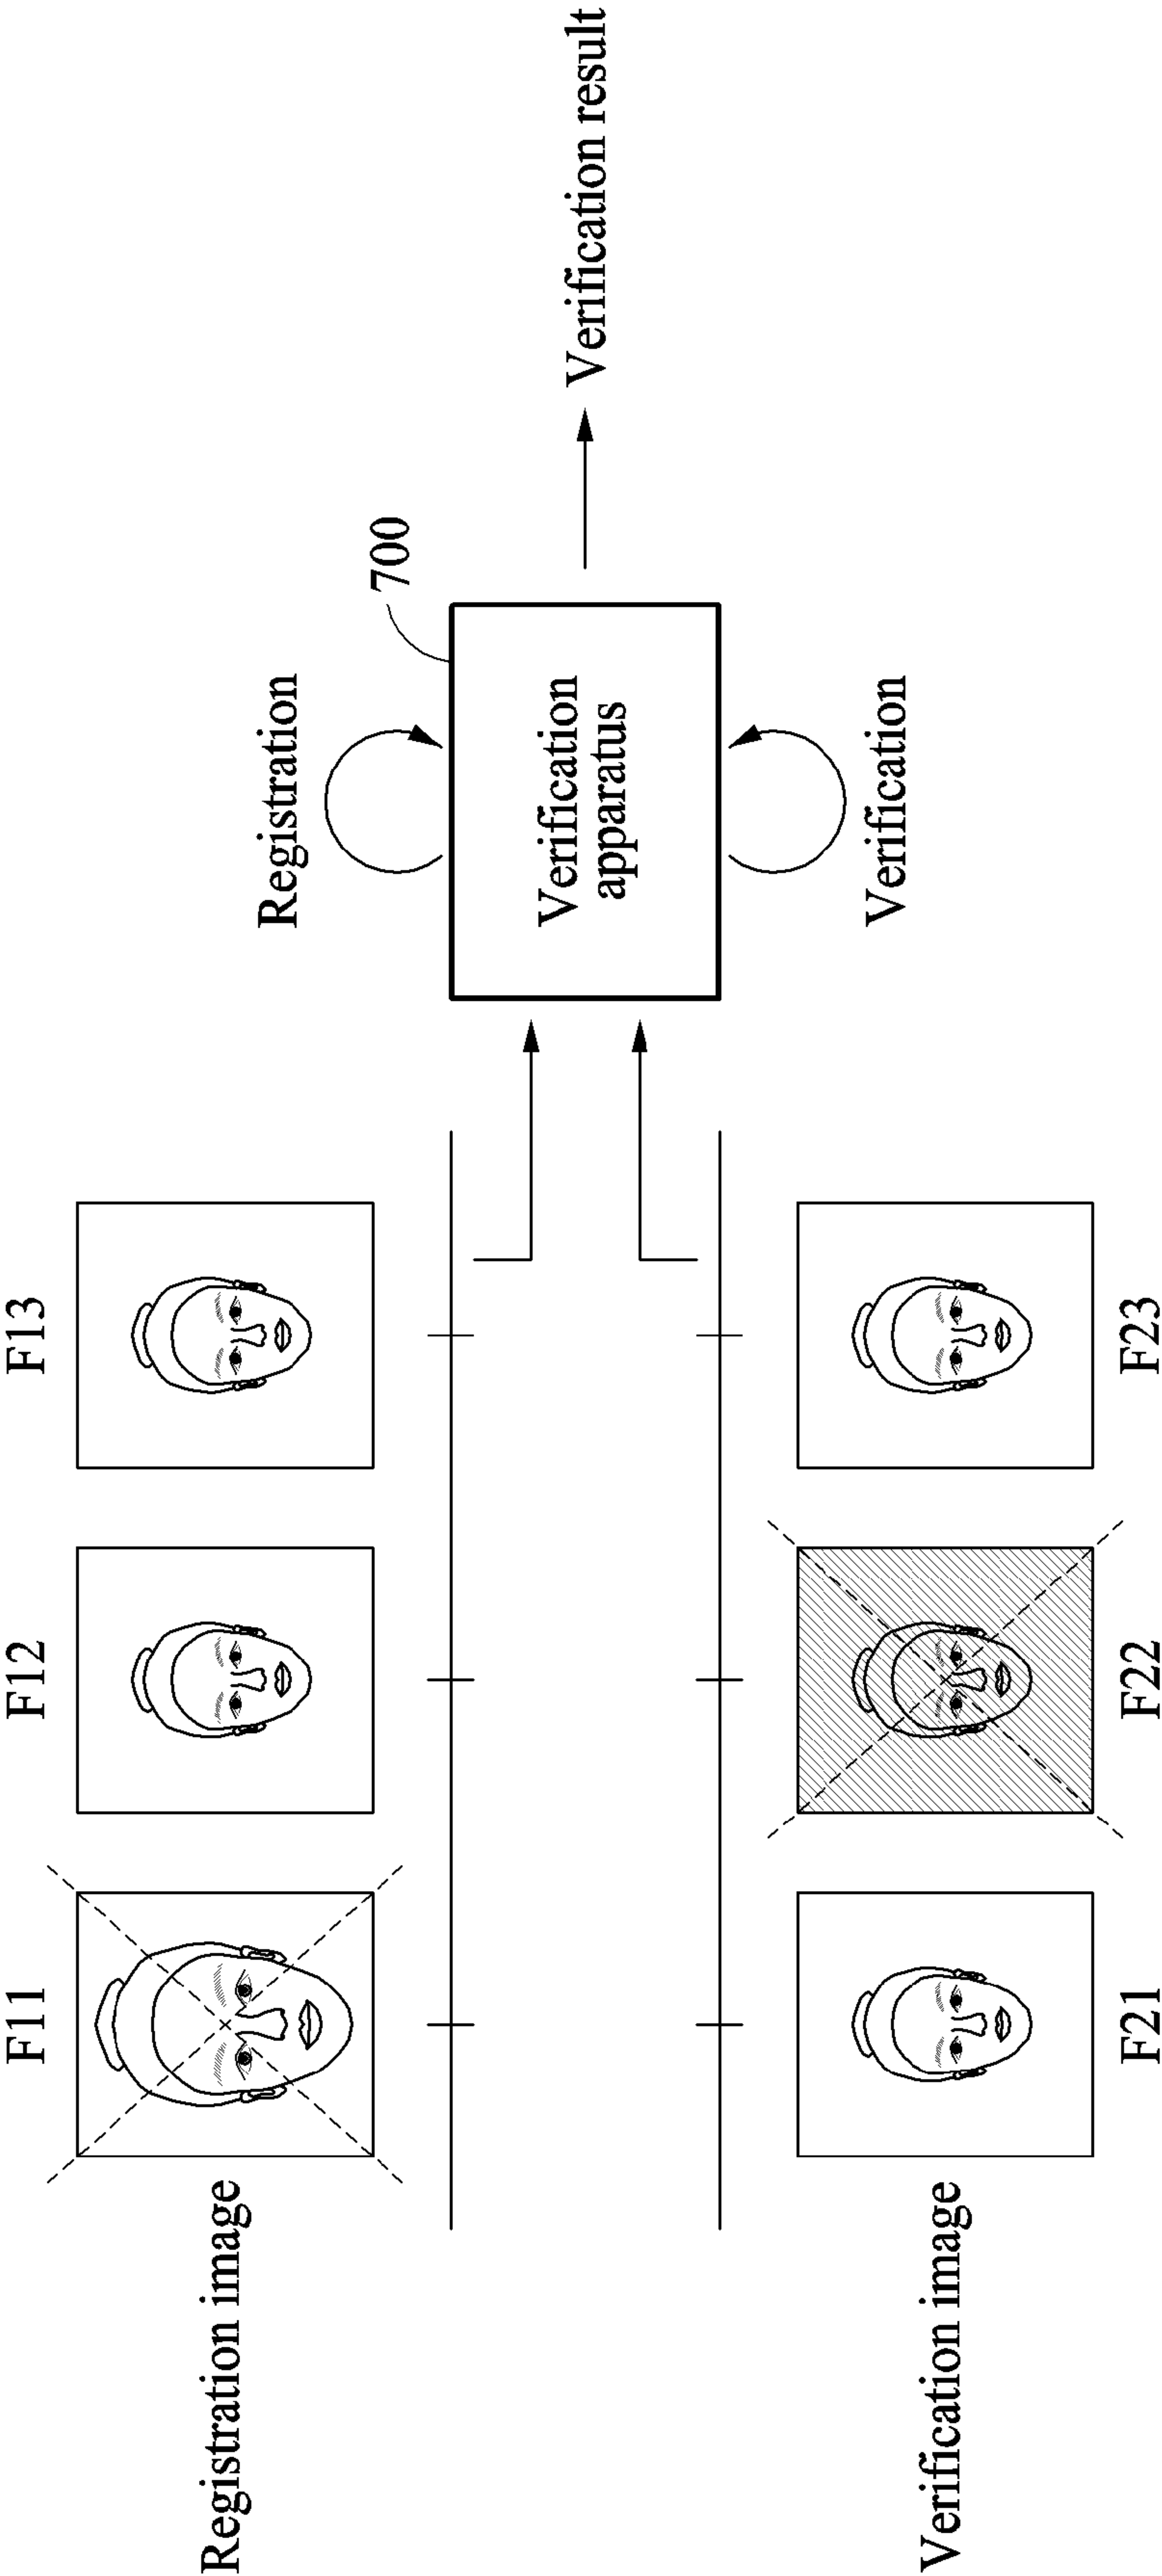 F11
F12
F13
Registration image
Registration
700
Verification
apparatus
Verification result
Verification
Verification image
F21
F22
F23